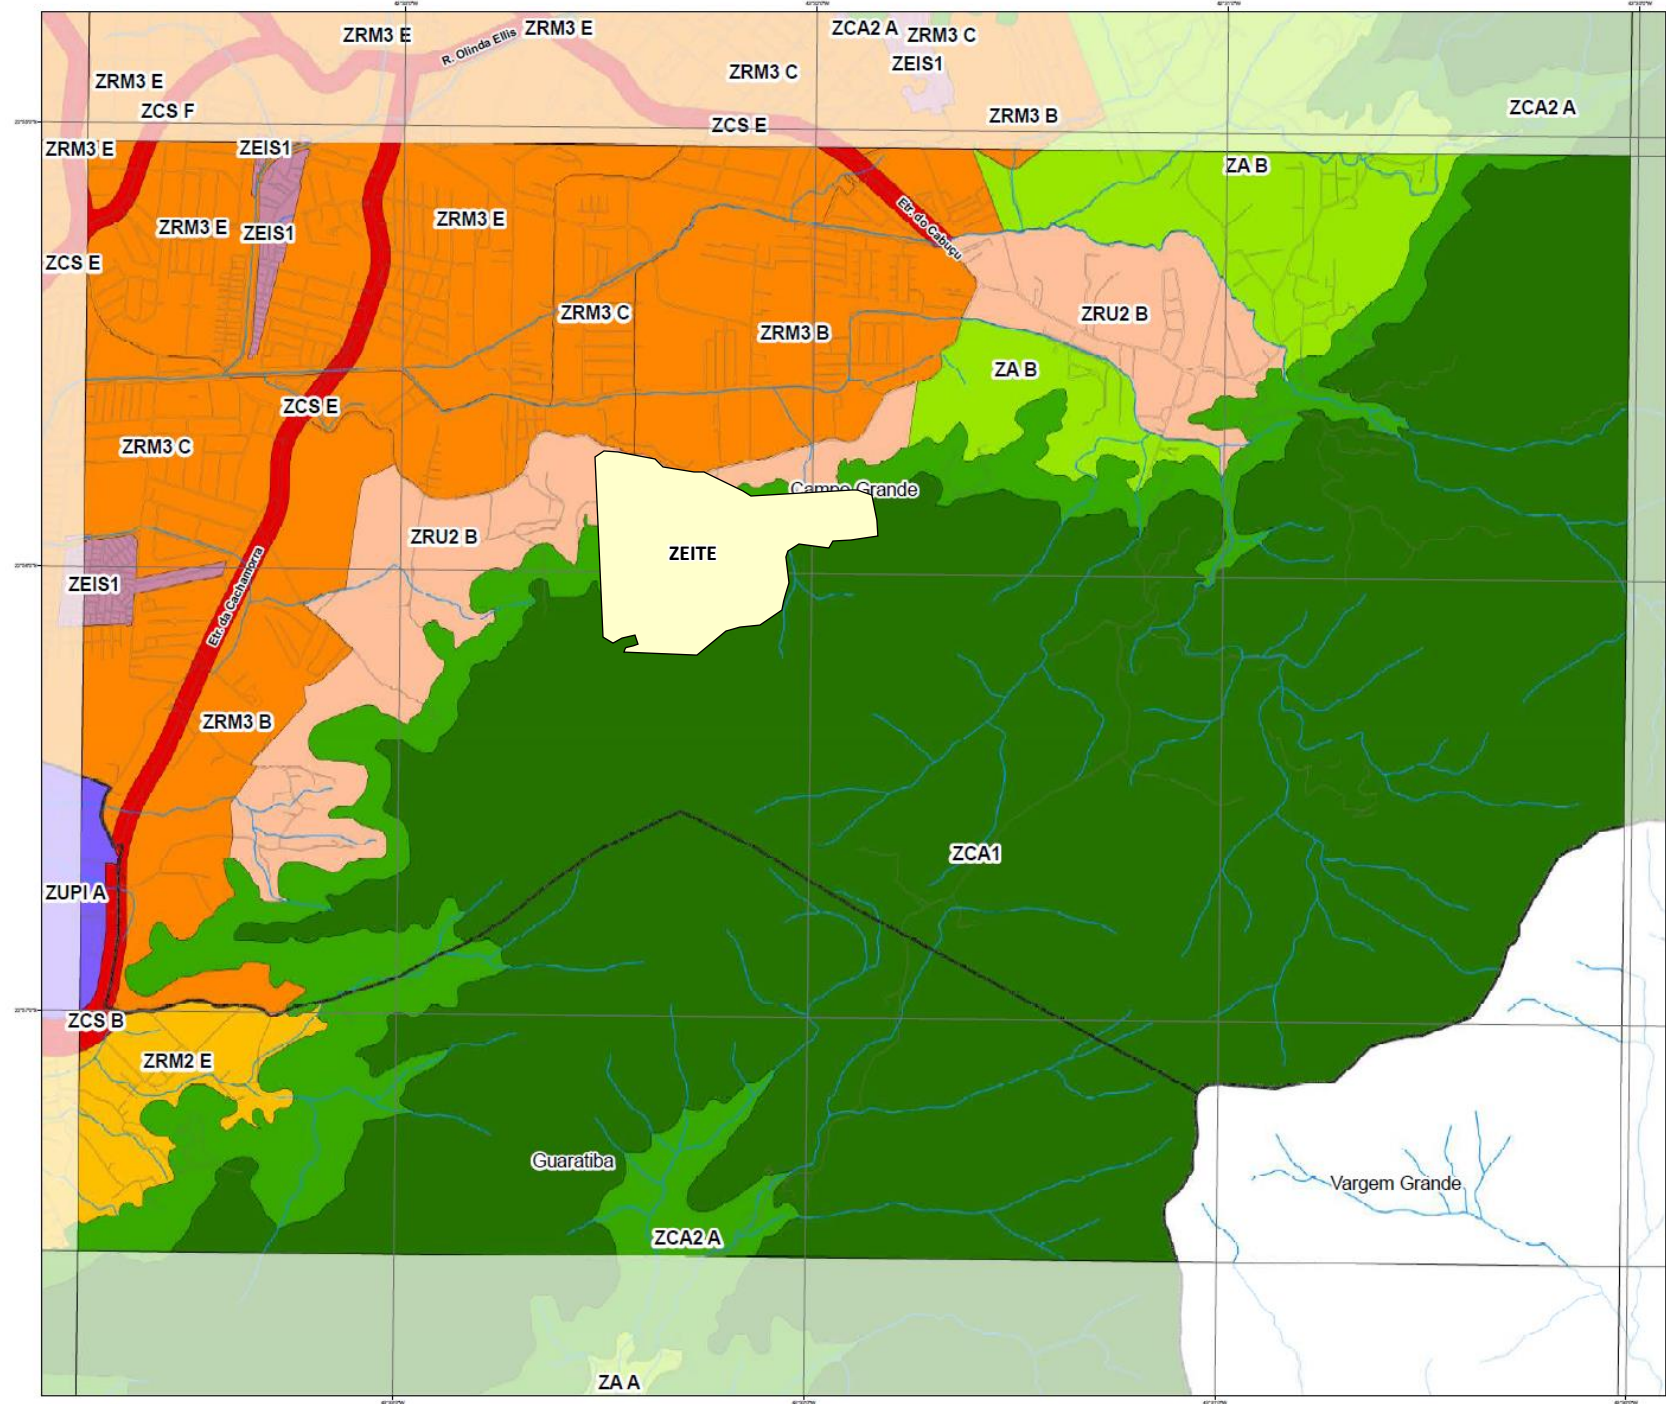 ZRM3 E
R. Olinda Ellis
ZRM3 E
ZCA2 A
ZRM3 C
ZEIS1
ZRM3 C
ZRM3 E
ZCS F
ZCS E
ZRM3 B
ZCA2 A
ZRM3 E
ZEIS1
ZA B
ZRM3 E
ZEIS1
ZRM3 E
Etr. do Cabuçu
ZCS E
ZRM3 C
ZRM3 B
ZRU2 B
ZA B
ZCS E
ZRM3 C
Campo Grande
ZRU2 B
ZEITE
ZEIS1
Etr. da Cachamorra
ZRM3 B
ZCA1
ZUPI A
ZCS B
ZRM2 E
Guaratiba
Vargem Grande
ZCA2 A
ZA A